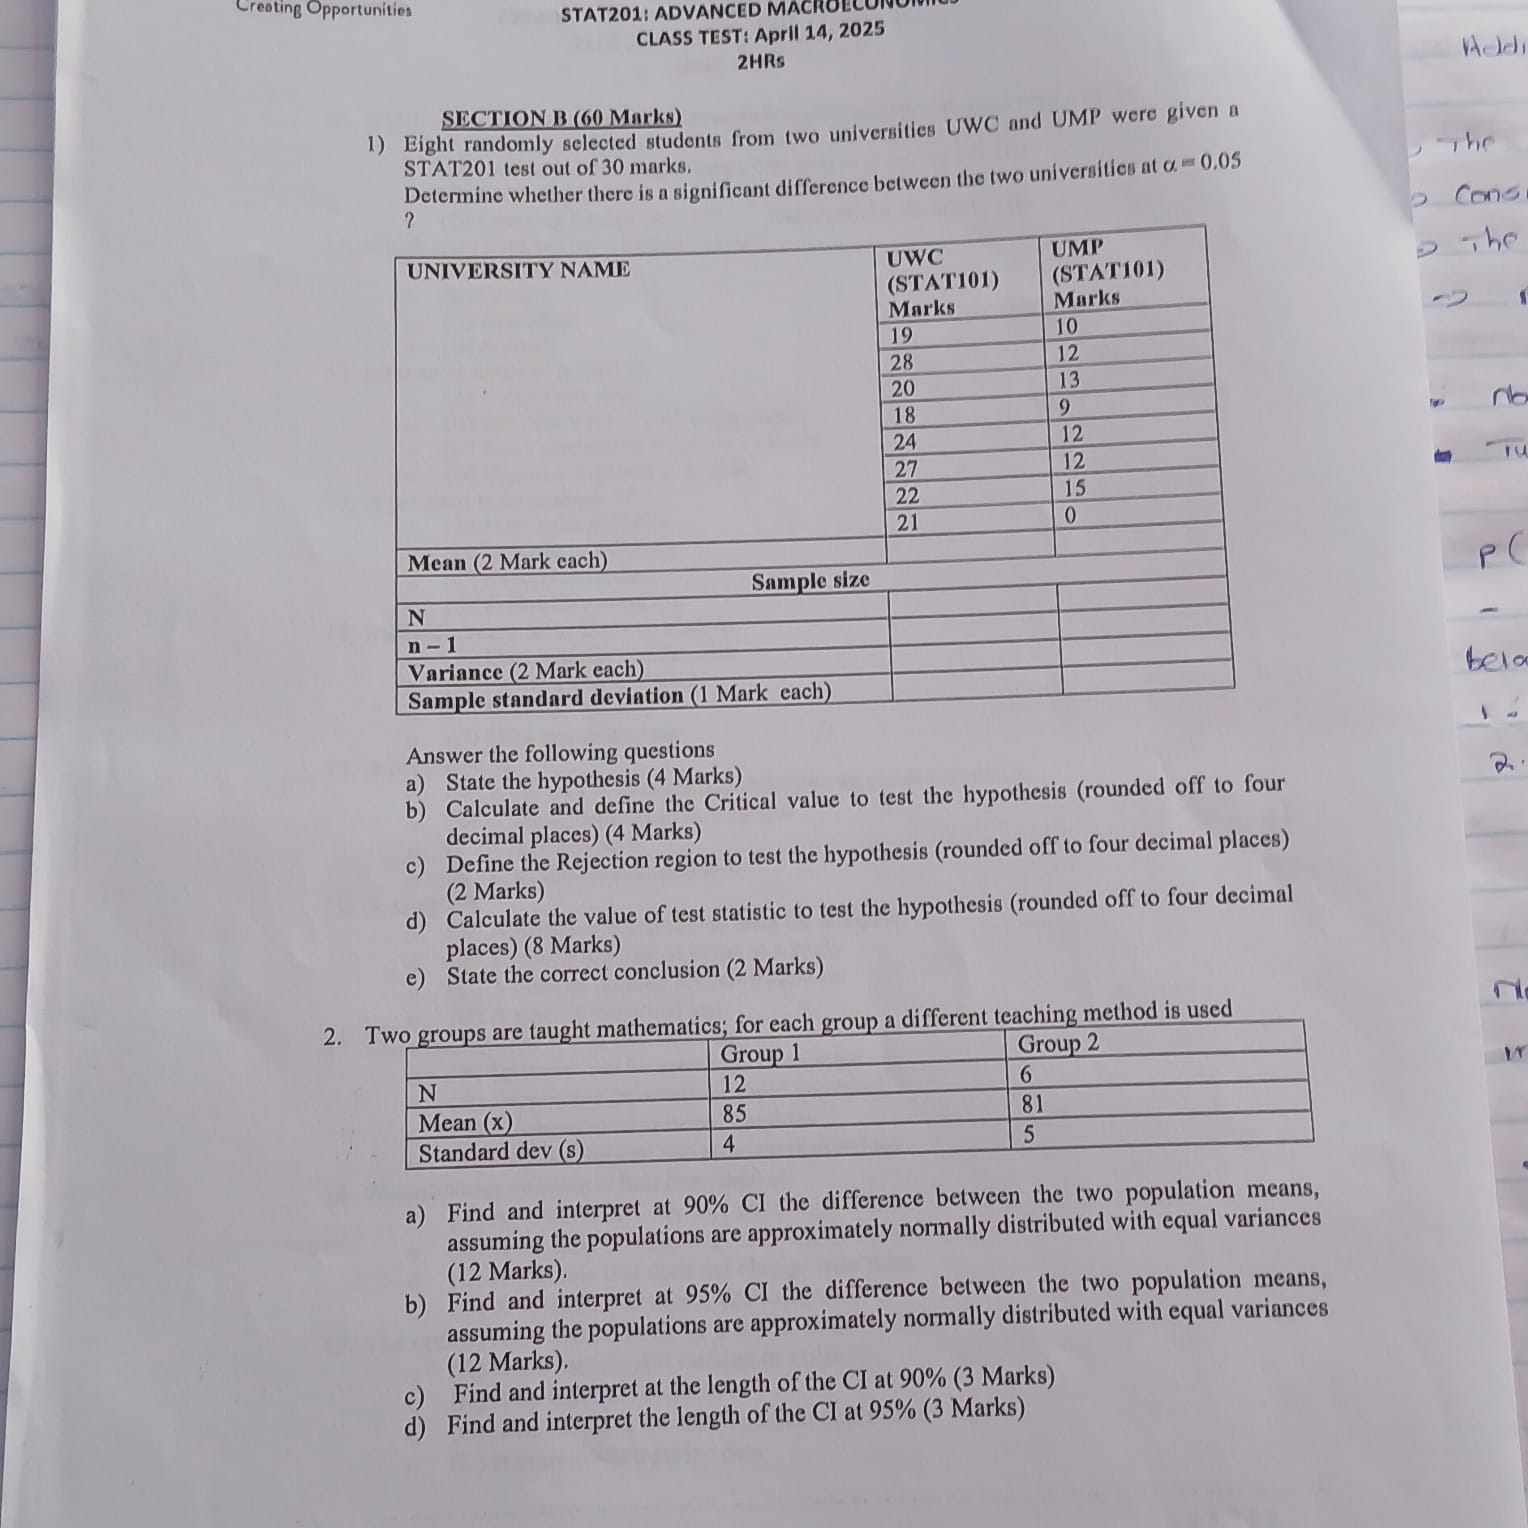 Creating Opportunities
STAT201: ADVANCED MACROECONOMICS
CLASS TEST: April 14, 2025
2HRs
SECTION B (60 Marks)
1) Eight randomly selected students from two universities UWC and UMP were given a
STAT201 test out of 30 marks.
Determine whether there is a significant difference between the two universities at α = 0.05
?
UNIVERSITY NAME
UWC
(STAT101)
Marks
UMP
(STAT101)
Marks
19 10
28 12
20 13
18 9
24 12
27 12
22 15
21 0
Mean (2 Mark each)
Sample size
N
n – 1
Variance (2 Mark each)
Sample standard deviation (1 Mark each)
Answer the following questions
a) State the hypothesis (4 Marks)
b) Calculate and define the Critical value to test the hypothesis (rounded off to four
decimal places) (4 Marks)
c) Define the Rejection region to test the hypothesis (rounded off to four decimal places)
(2 Marks)
d) Calculate the value of test statistic to test the hypothesis (rounded off to four decimal
places) (8 Marks)
e) State the correct conclusion (2 Marks)
2. Two groups are taught mathematics; for each group a different teaching method is used
Group 1 Group 2
N 12 6
Mean (x) 85 81
Standard dev (s) 4 5
a) Find and interpret at 90% CI the difference between the two population means,
assuming the populations are approximately normally distributed with equal variances
(12 Marks).
b) Find and interpret at 95% CI the difference between the two population means,
assuming the populations are approximately normally distributed with equal variances
(12 Marks).
c) Find and interpret at the length of the CI at 90% (3 Marks)
d) Find and interpret the length of the CI at 95% (3 Marks)
Addi
The
Cons
The
P(
belo
2.